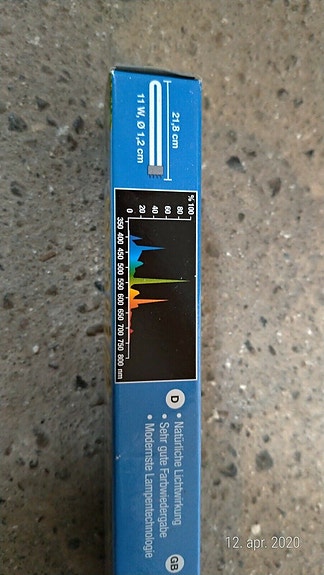 21,8 cm
11 W, Ø 1,2 cm
% 100
80
60
40
20
0
350 400 450 500 550 600 650 700 750 800 nm
D
• Natürliche Lichtwirkung
• Sehr gute Farbwiedergabe
• Modernste Lampentechnologie
GB
12. apr. 2020